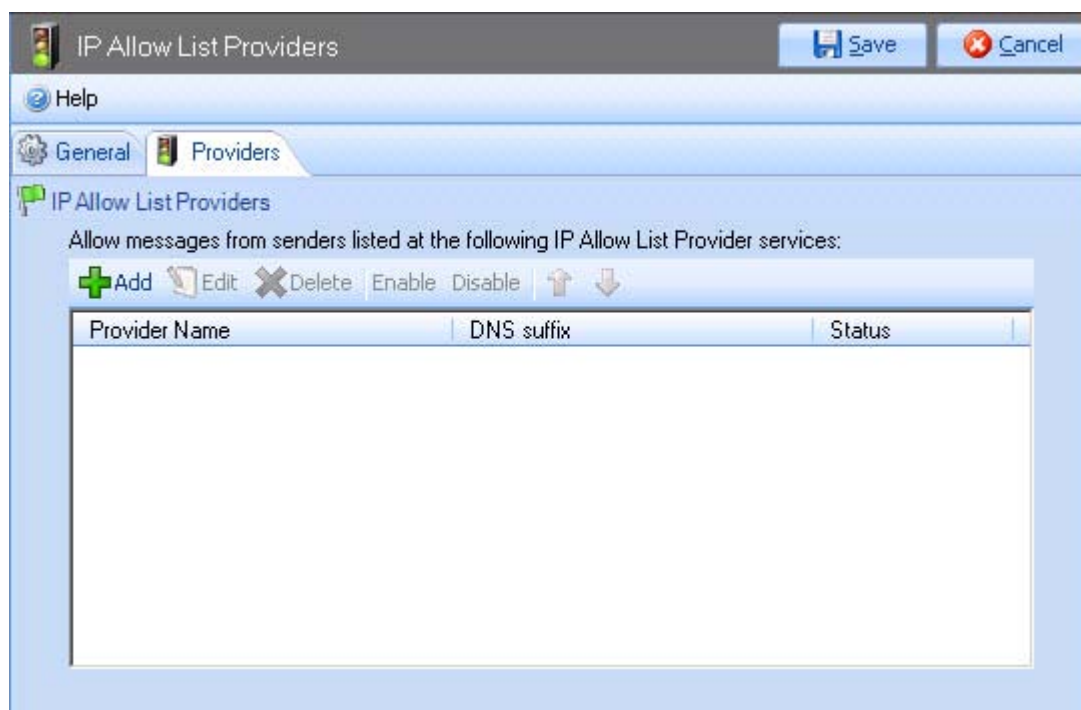 IP Allow List Providers Save Cancel
Help
General Providers
IP Allow List Providers
Allow messages from senders listed at the following IP Allow List Provider services:
Add Edit Delete Enable Disable
Provider Name DNS suffix Status